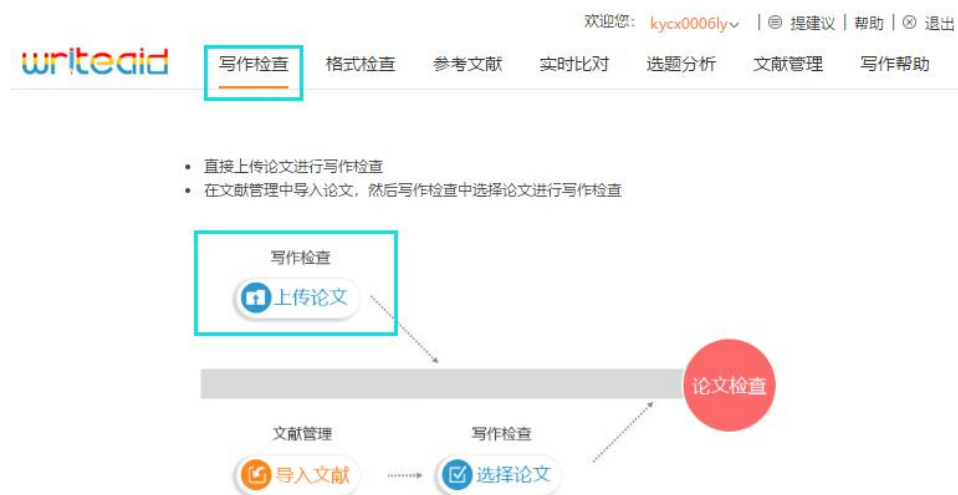 欢迎您: kycx0006ly | 提建议 | 帮助 | 退出
writeaid 写作检查 格式检查 参考文献 实时比对 选题分析 文献管理 写作帮助
• 直接上传论文进行写作检查
• 在文献管理中导入论文, 然后写作检查中选择论文进行写作检查
写作检查
上传论文
论文检查
文献管理 写作检查
导入文献 选择论文